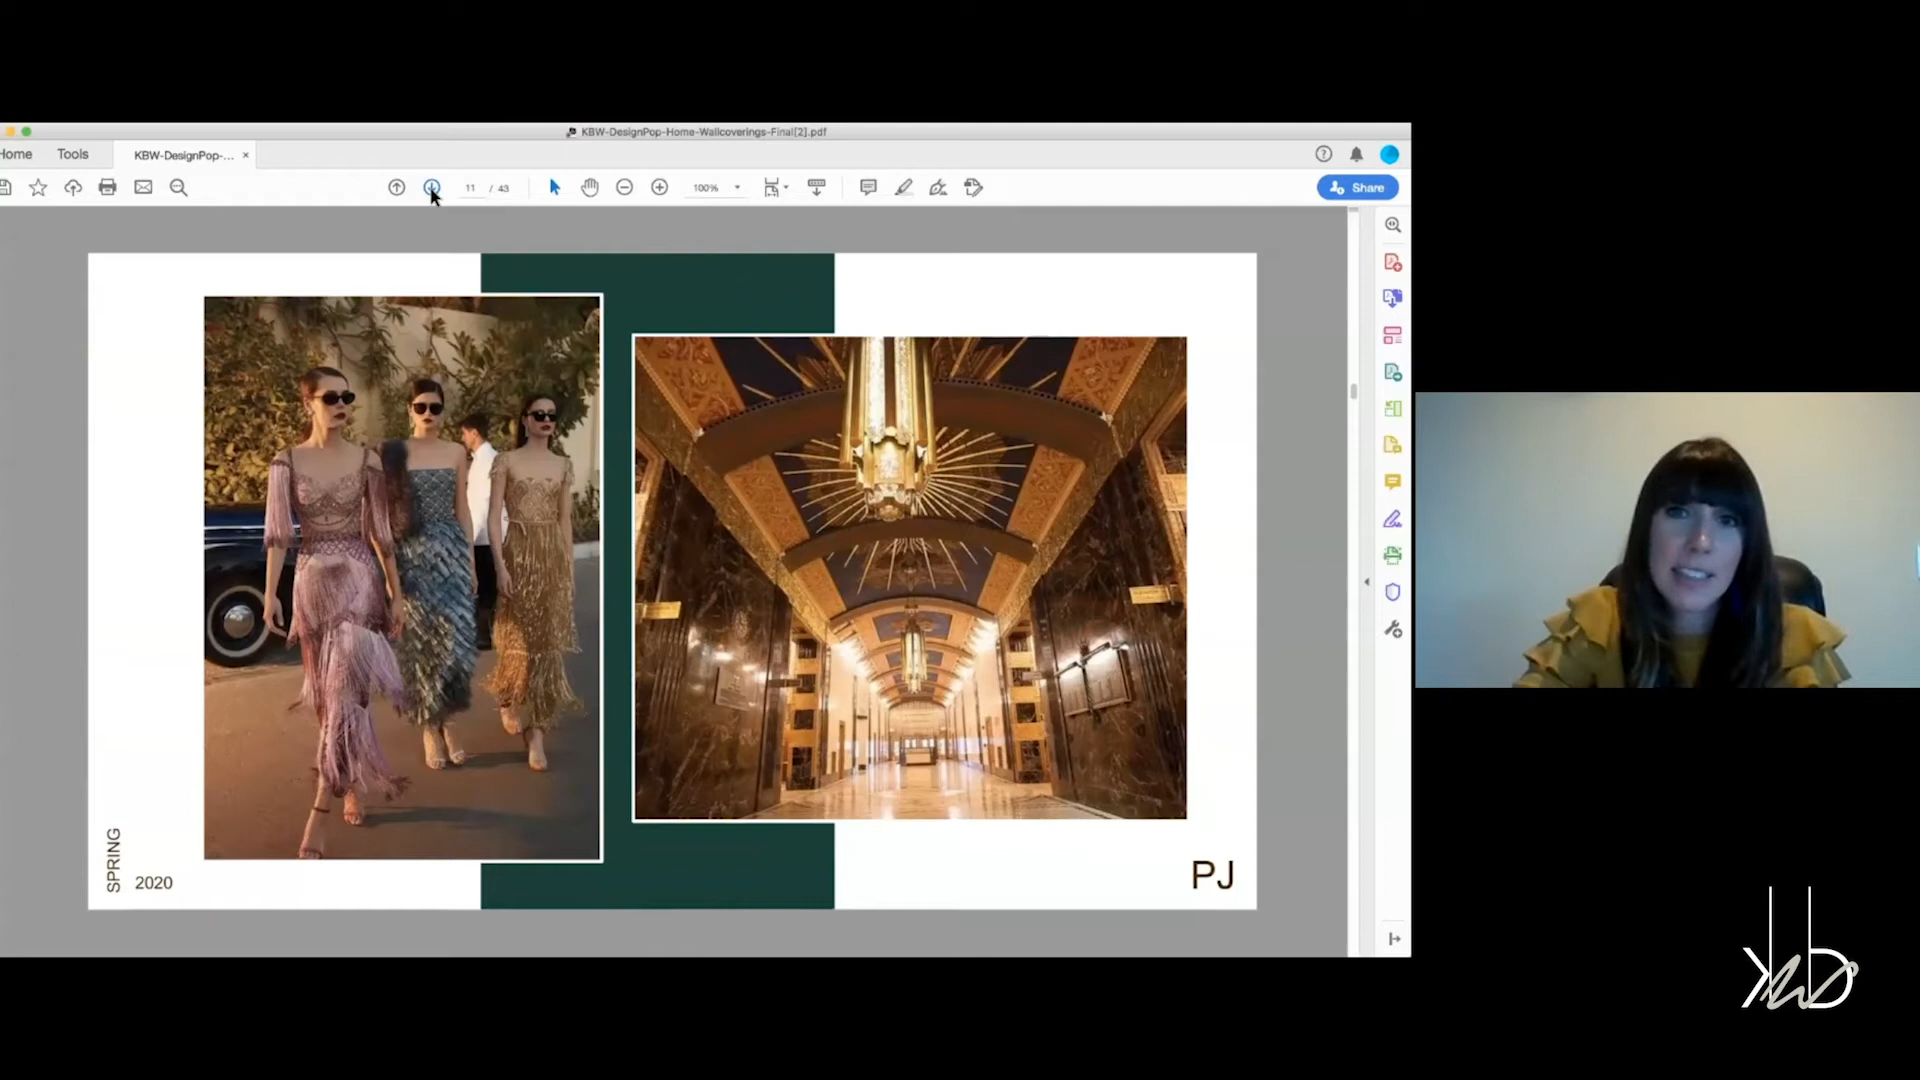 KBW-DesignPop-Home-Wallcoverings-Final[2].pdf
Home Tools KBW-DesignPop-... ×
11 / 43 100% Share
SPRING
2020
PJ